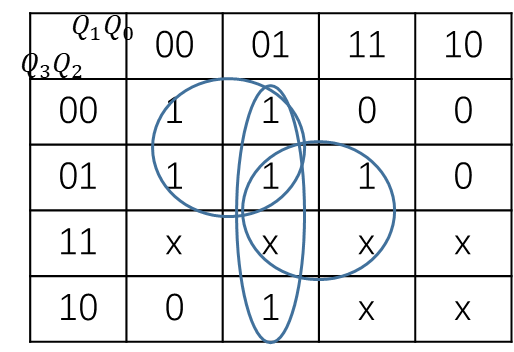 Q₁Q₀ 00 01 11 10
Q₃Q₂
00 1 1 0 0
01 1 1 1 0
11 x x x x
10 0 1 x x